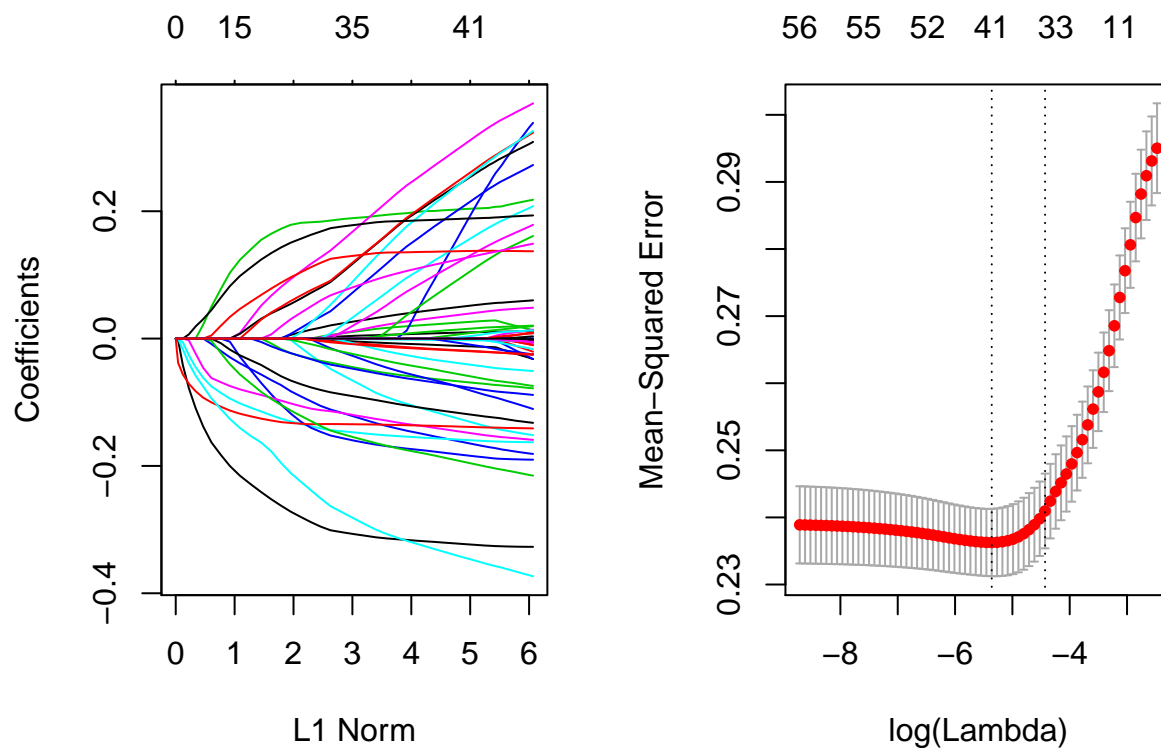 0 15 35 41
Coefficients
0.2
0.0
−0.2
−0.4
0 1 2 3 4 5 6
L1 Norm
56 55 52 41 33 11
Mean−Squared Error
0.29
0.27
0.25
0.23
−8 −6 −4
log(Lambda)